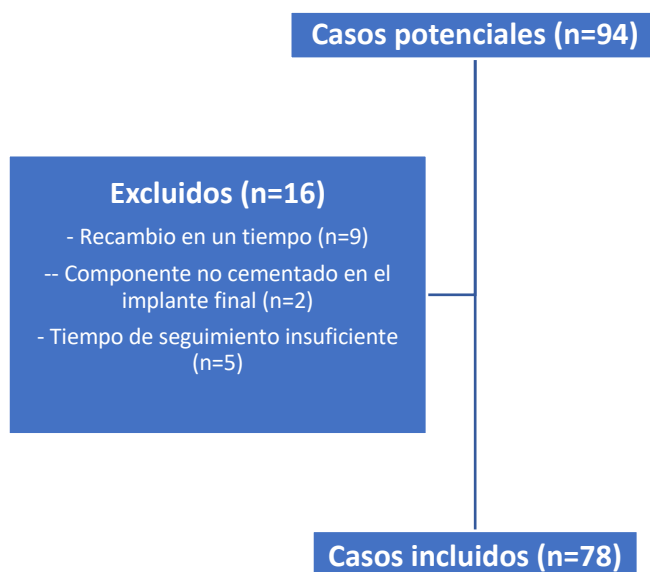 Casos potenciales (n=94)
Excluidos (n=16)
- Recambio en un tiempo (n=9)
-- Componente no cementado en el
implante final (n=2)
- Tiempo de seguimiento insuficiente
(n=5)
Casos incluidos (n=78)